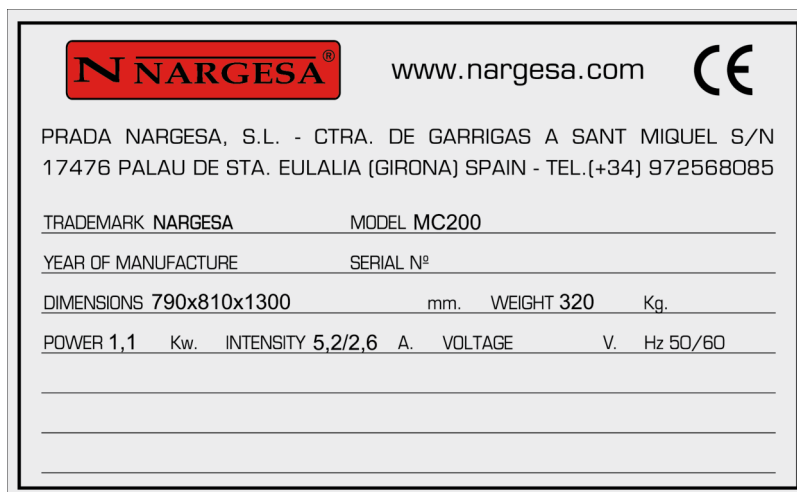 N NARGESA® www.nargesa.com CE
PRADA NARGESA, S.L. - CTRA. DE GARRIGAS A SANT MIQUEL S/N
17476 PALAU DE STA. EULALIA (GIRONA) SPAIN - TEL.(+34) 972568085
TRADEMARK NARGESA MODEL MC200
YEAR OF MANUFACTURE SERIAL Nº
DIMENSIONS 790x810x1300 mm. WEIGHT 320 Kg.
POWER 1,1 Kw. INTENSITY 5,2/2,6 A. VOLTAGE V. Hz 50/60